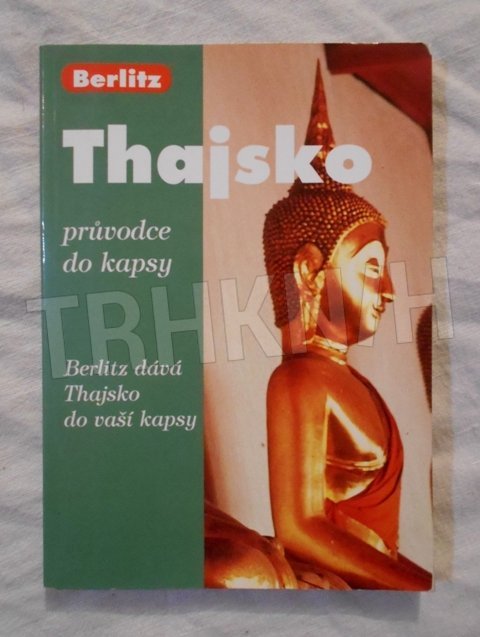 Berlitz
Thajsko
průvodce
do kapsy
TRHKNIH
Berlitz dává
Thajsko
do vaší kapsy